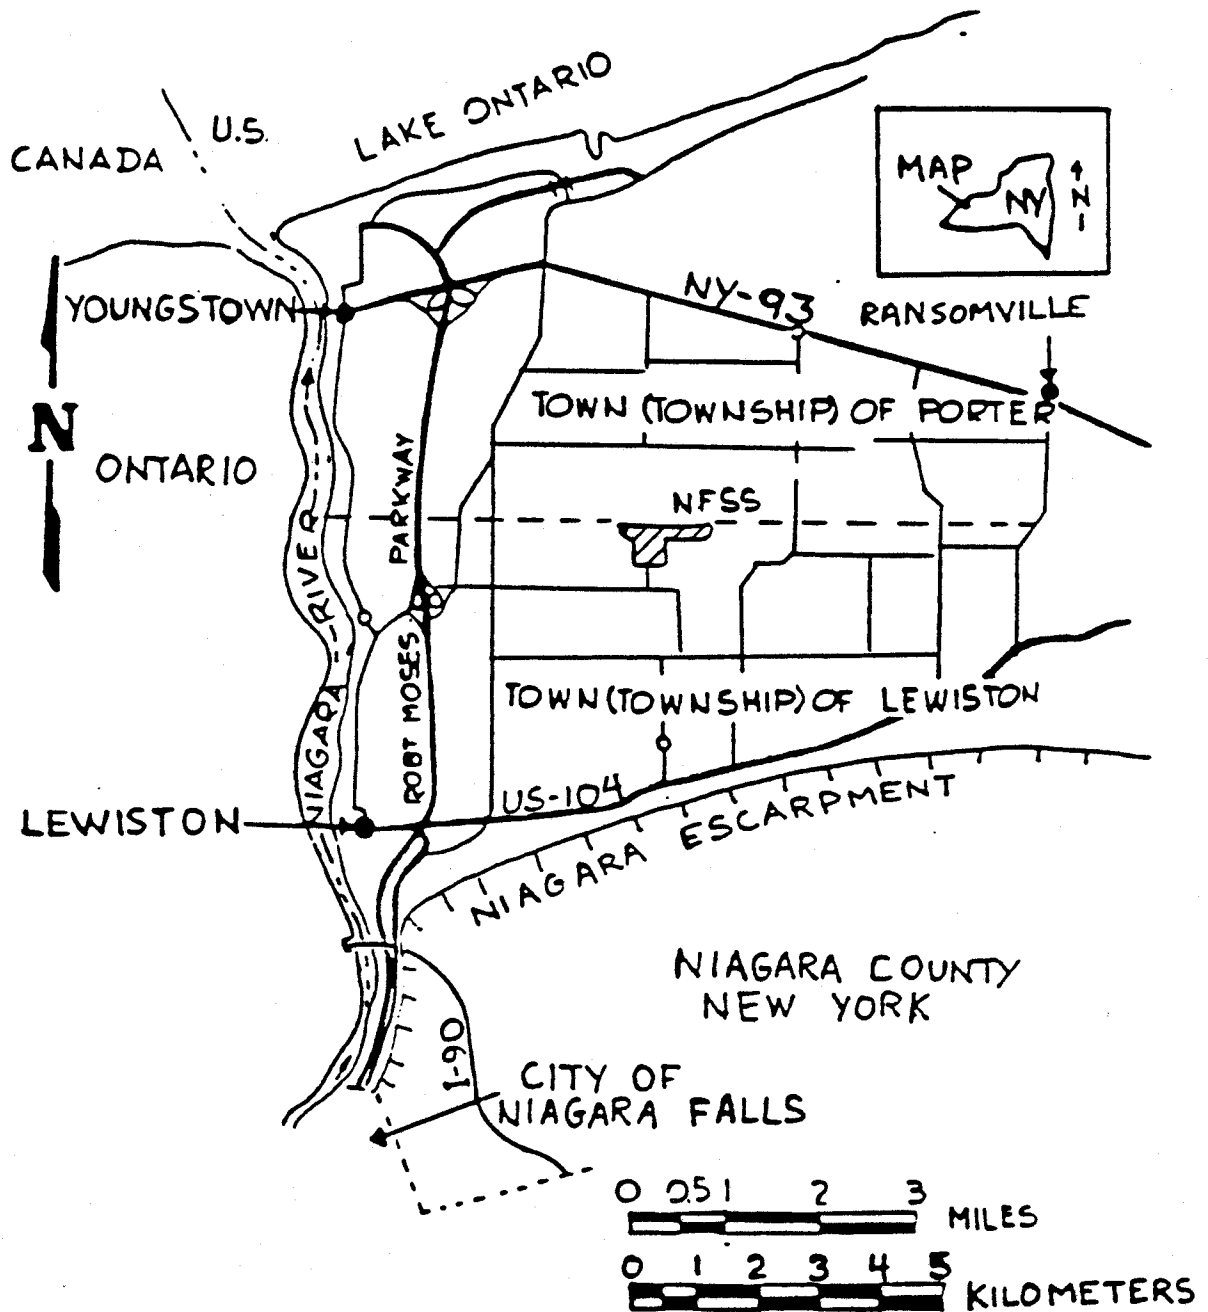 LAKE ONTARIO
U.S.
CANADA
MAP
NY
N
YOUNGSTOWN
NY-93
RANSOMVILLE
N
TOWN (TOWNSHIP) OF PORTER
ONTARIO
PARKWAY
NFSS
NIAGARA RIVER
ROBT MOSES
TOWN (TOWNSHIP) OF LEWISTON
LEWISTON
US-104
NIAGARA ESCARPMENT
NIAGARA COUNTY
NEW YORK
I-90
CITY OF
NIAGARA FALLS
0 0.5 1 2 3
MILES
0 1 2 3 4 5
KILOMETERS